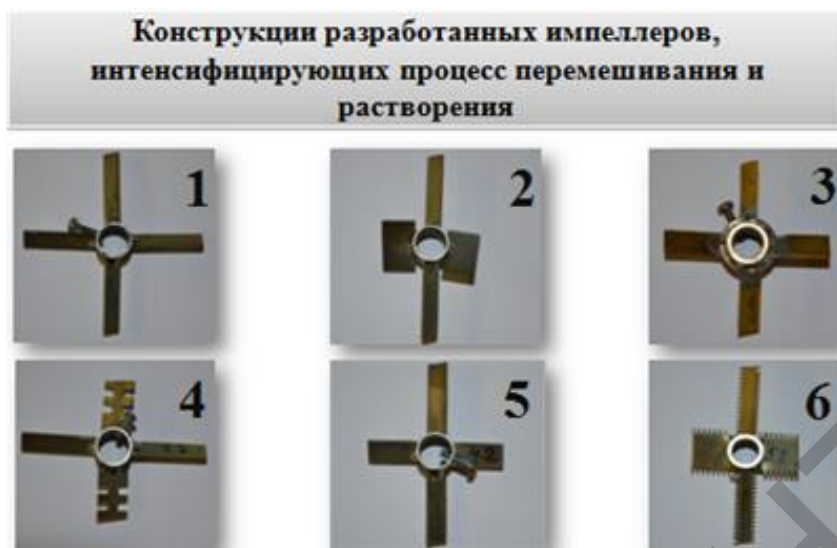 Конструкции разработанных импеллеров,
интенсифицирующих процесс перемешивания и
растворения
1
2
3
4
5
6